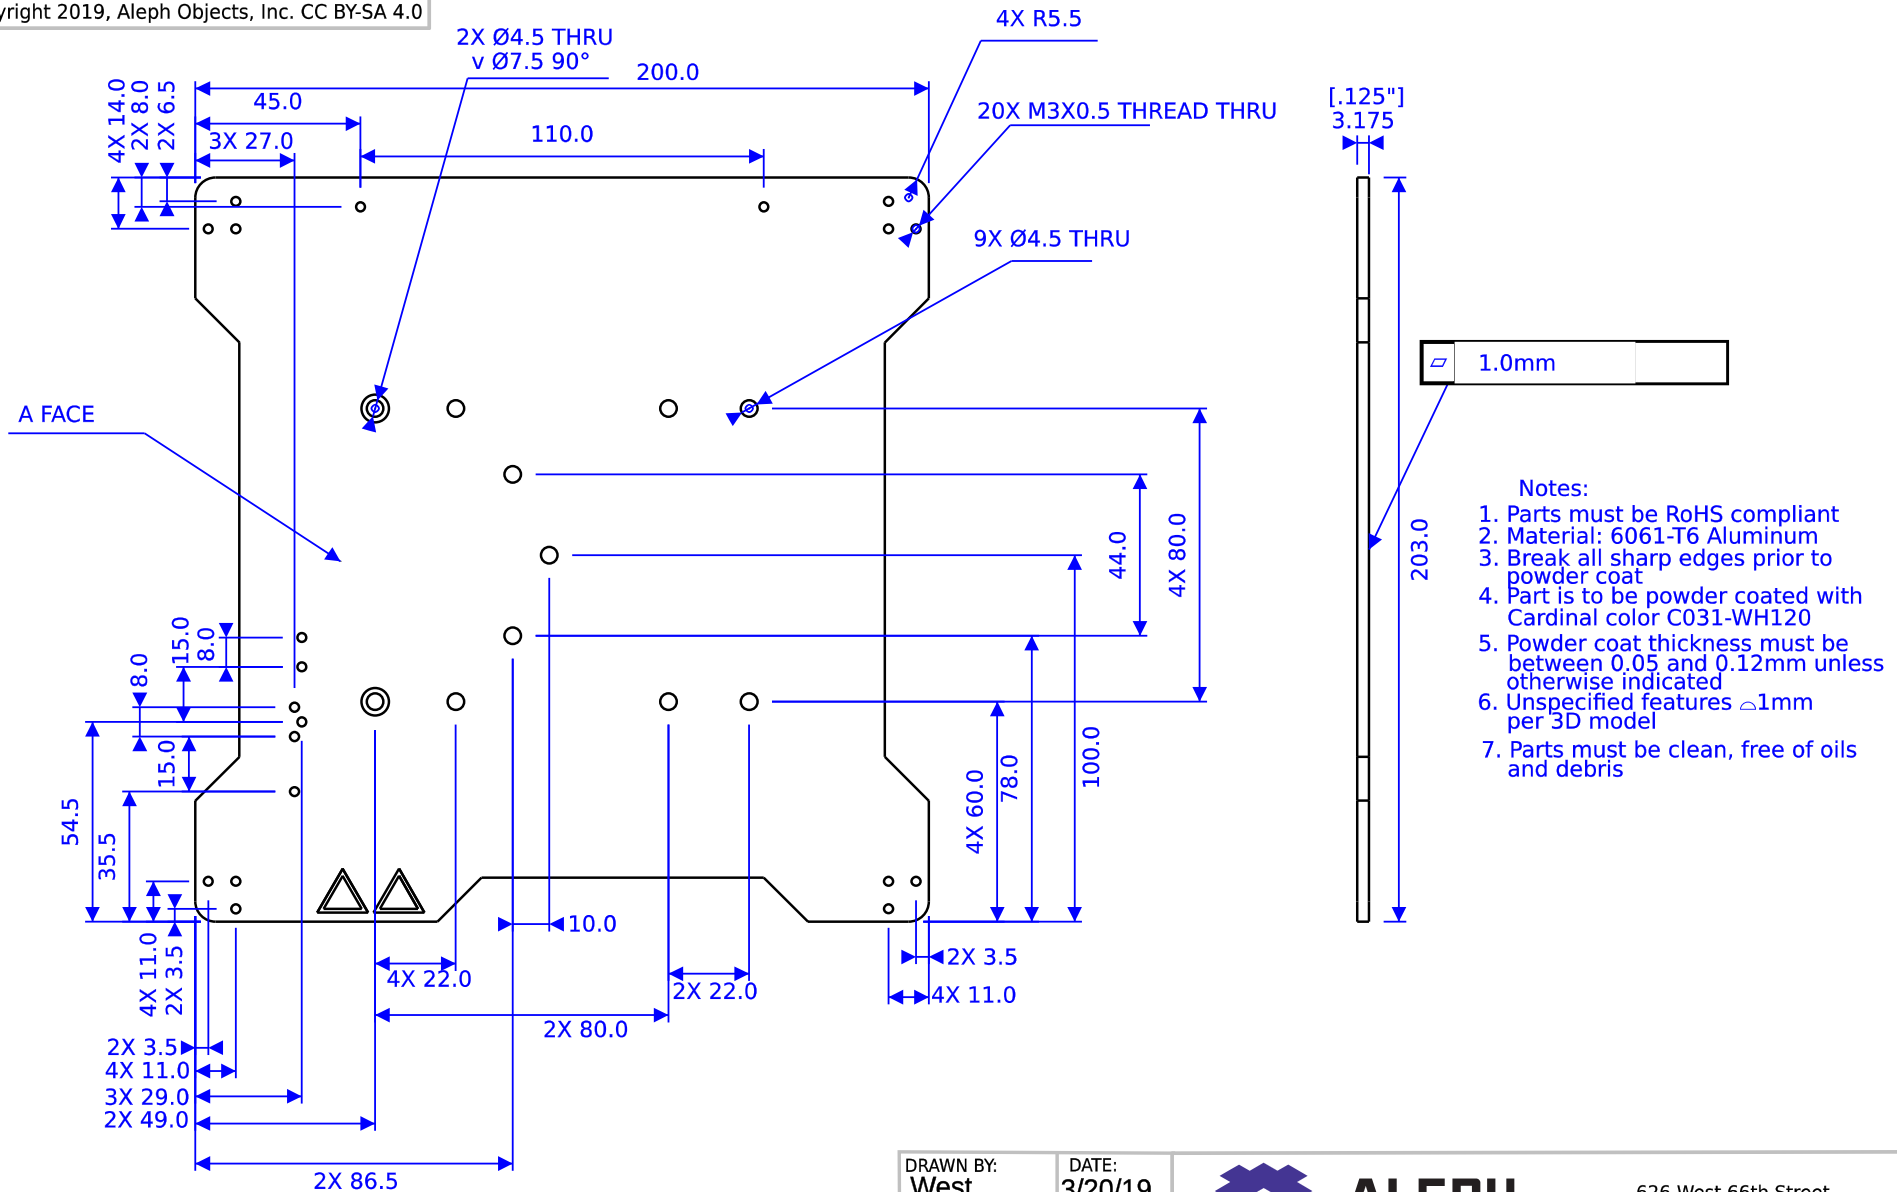 yright 2019, Aleph Objects, Inc. CC BY-SA 4.0
2X Ø4.5 THRU
v Ø7.5 90°
4X R5.5
200.0
20X M3X0.5 THREAD THRU
45.0
3X 27.0
110.0
4X 14.0
2X 8.0
2X 6.5
9X Ø4.5 THRU
[.125"]
3.175
1.0mm
A FACE
203.0
44.0
4X 80.0
Notes:
1. Parts must be RoHS compliant
2. Material: 6061-T6 Aluminum
3. Break all sharp edges prior to
powder coat
4. Part is to be powder coated with
Cardinal color C031-WH120
5. Powder coat thickness must be
between 0.05 and 0.12mm unless
otherwise indicated
6. Unspecified features ⌓1mm
per 3D model
7. Parts must be clean, free of oils
and debris
15.0
8.0
8.0
15.0
54.5
35.5
4X 60.0
78.0
100.0
10.0
4X 22.0
2X 22.0
2X 80.0
2X 3.5
4X 11.0
4X 11.0
2X 3.5
2X 3.5
4X 11.0
3X 29.0
2X 49.0
2X 86.5
DRAWN BY:
West
DATE:
3/20/19
ALEPH
626 West 66th Street